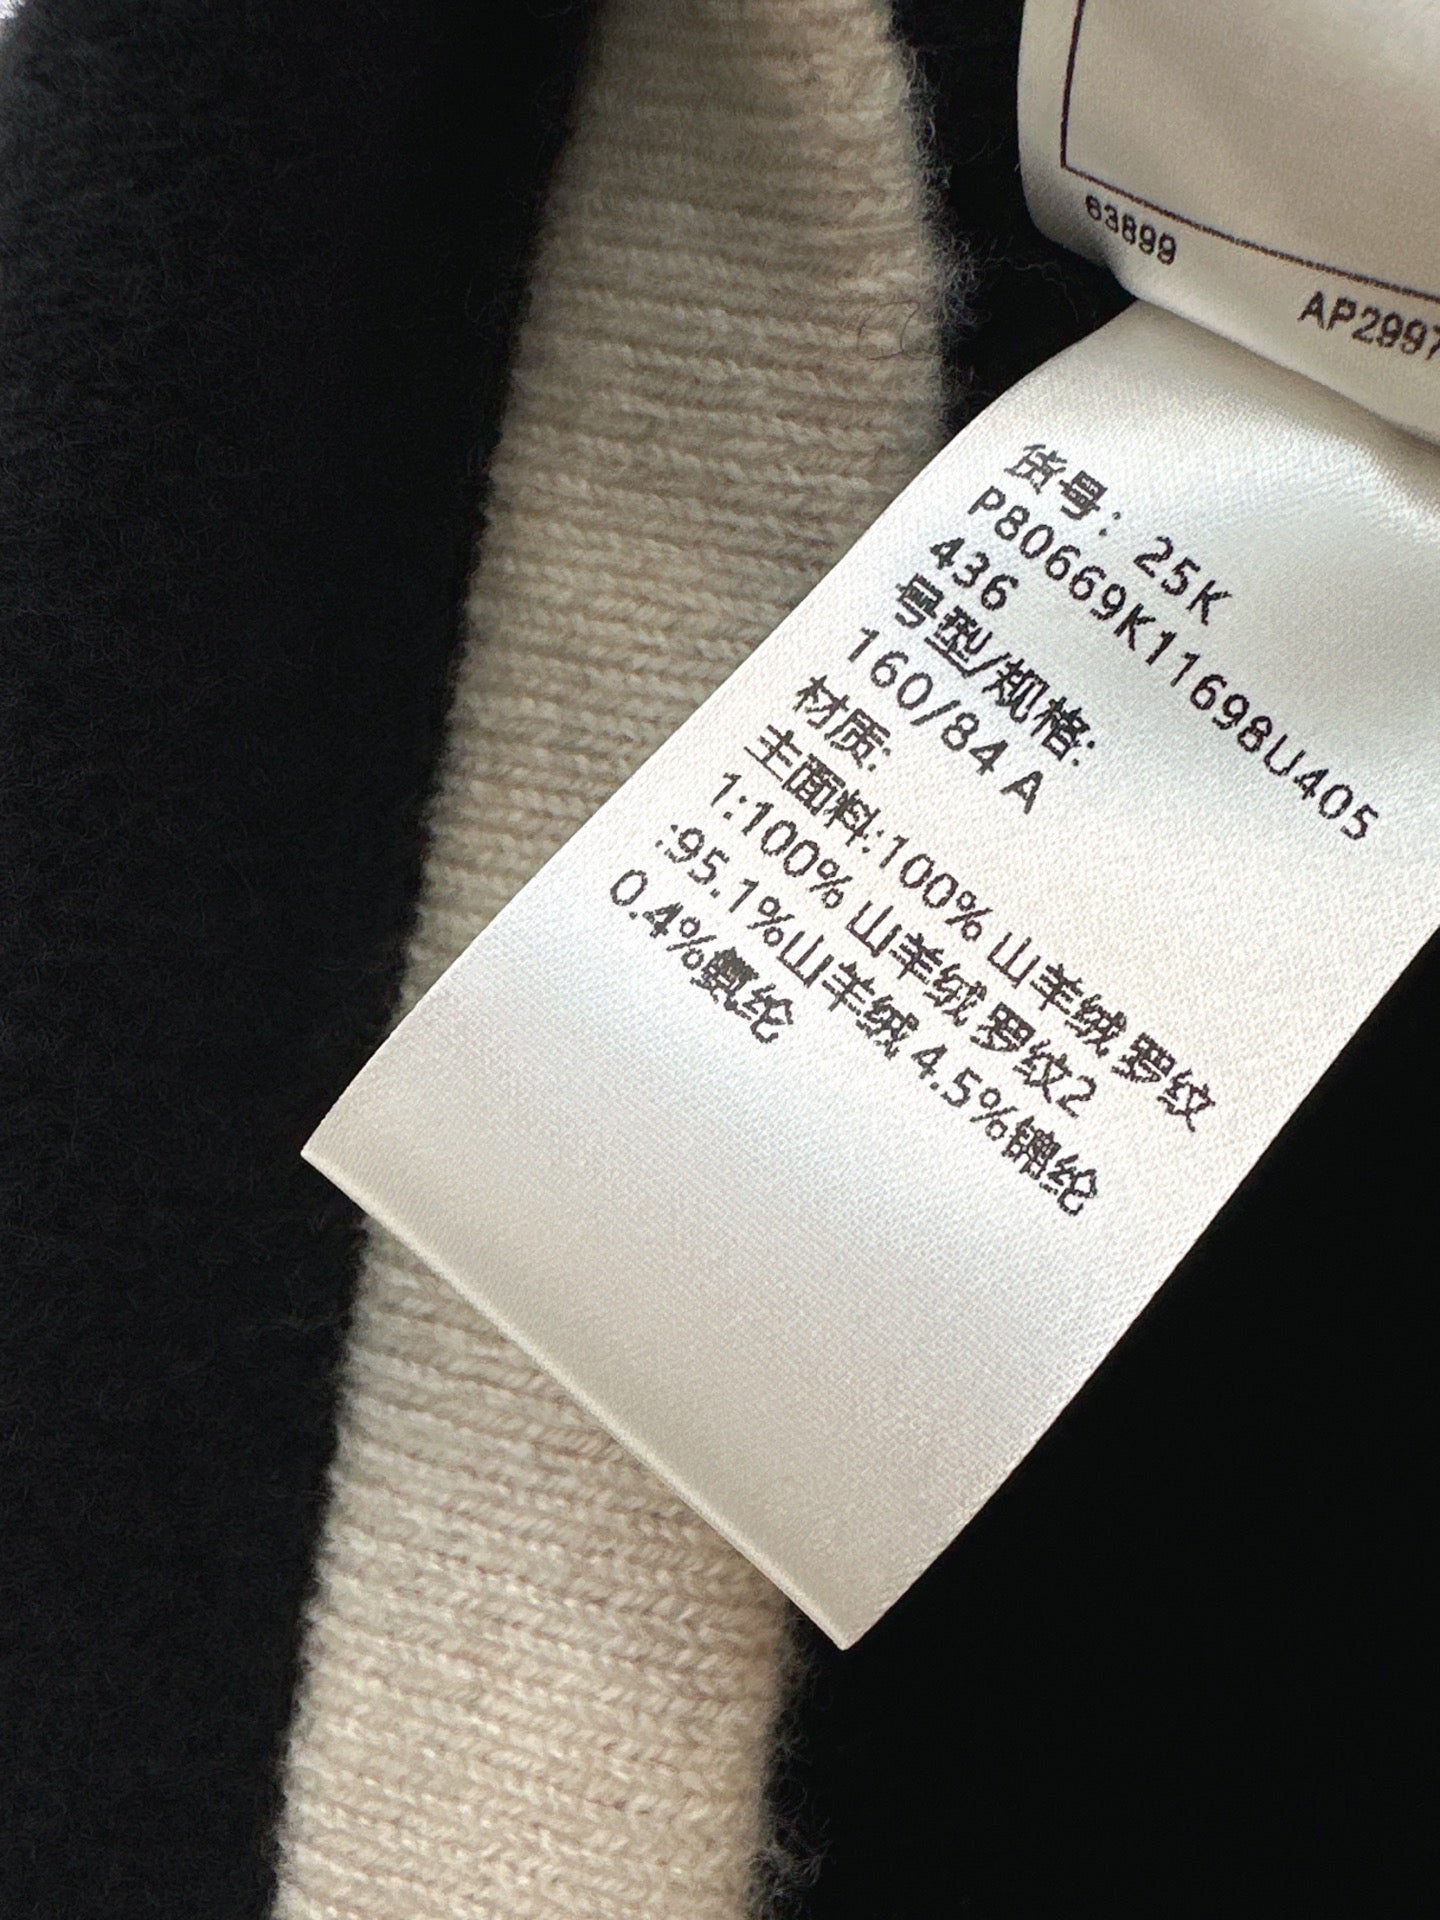 63899
AP2997
货号: 25K
P80669K11698U405
436
号型/规格:
160/84 A
材质:
主面料:100% 山羊绒 罗纹
1:100% 山羊绒 罗纹2
:95.1%山羊绒 4.5%锦纶
0.4%氨纶